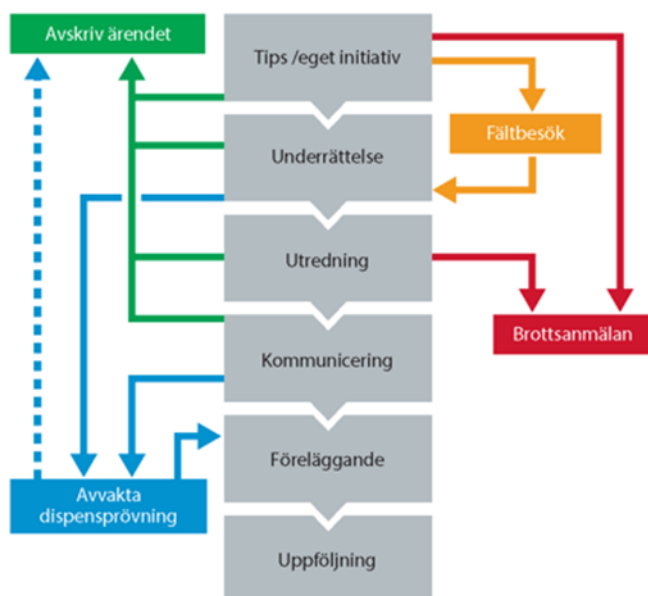 Avskriv ärendet
Tips /eget initiativ
Fältbesök
Underrättelse
Utredning
Brottsanmälan
Kommunicering
Föreläggande
Avvakta
dispensprövning
Uppföljning